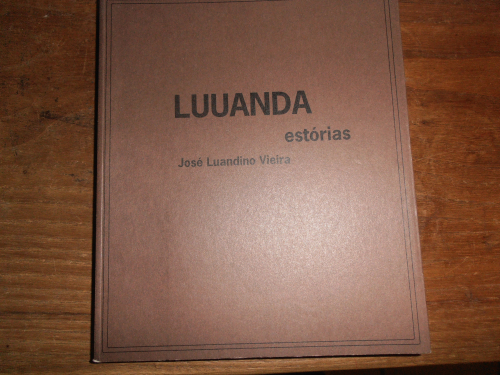 LUUANDA
estórias
José Luandino Vieira